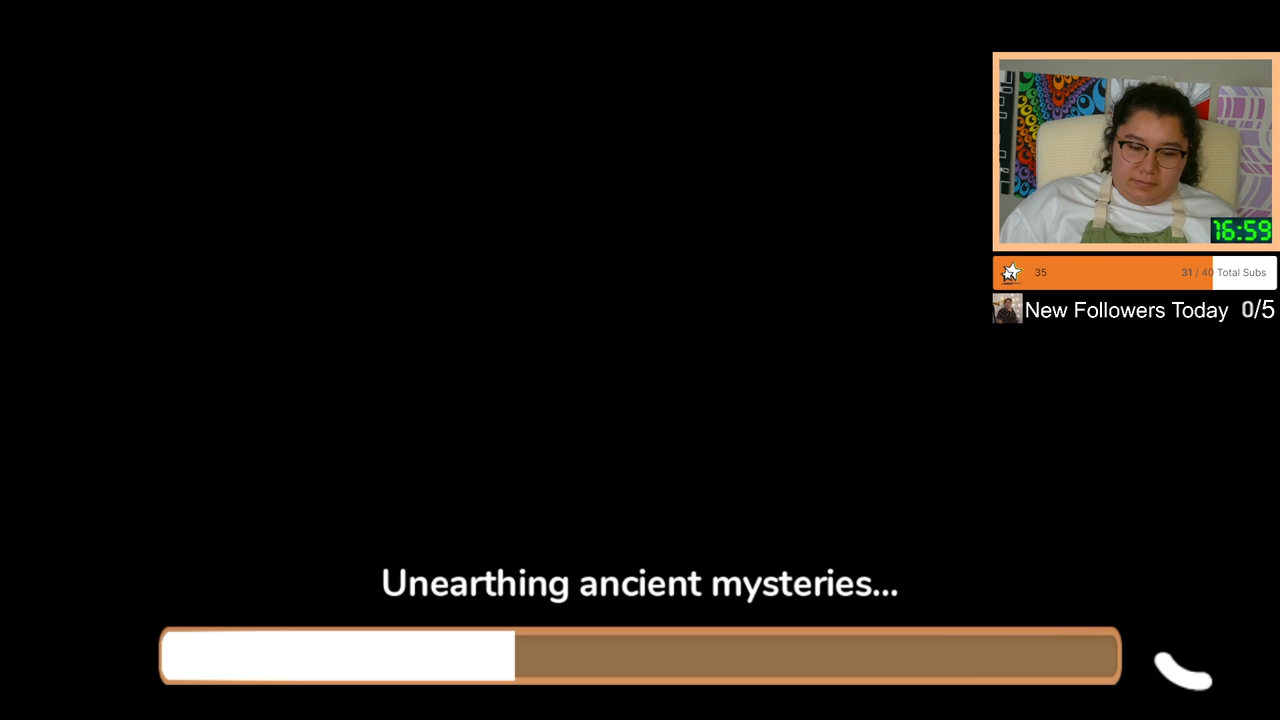 16:59
35 31 / 40 Total Subs
New Followers Today 0/5
Unearthing ancient mysteries...